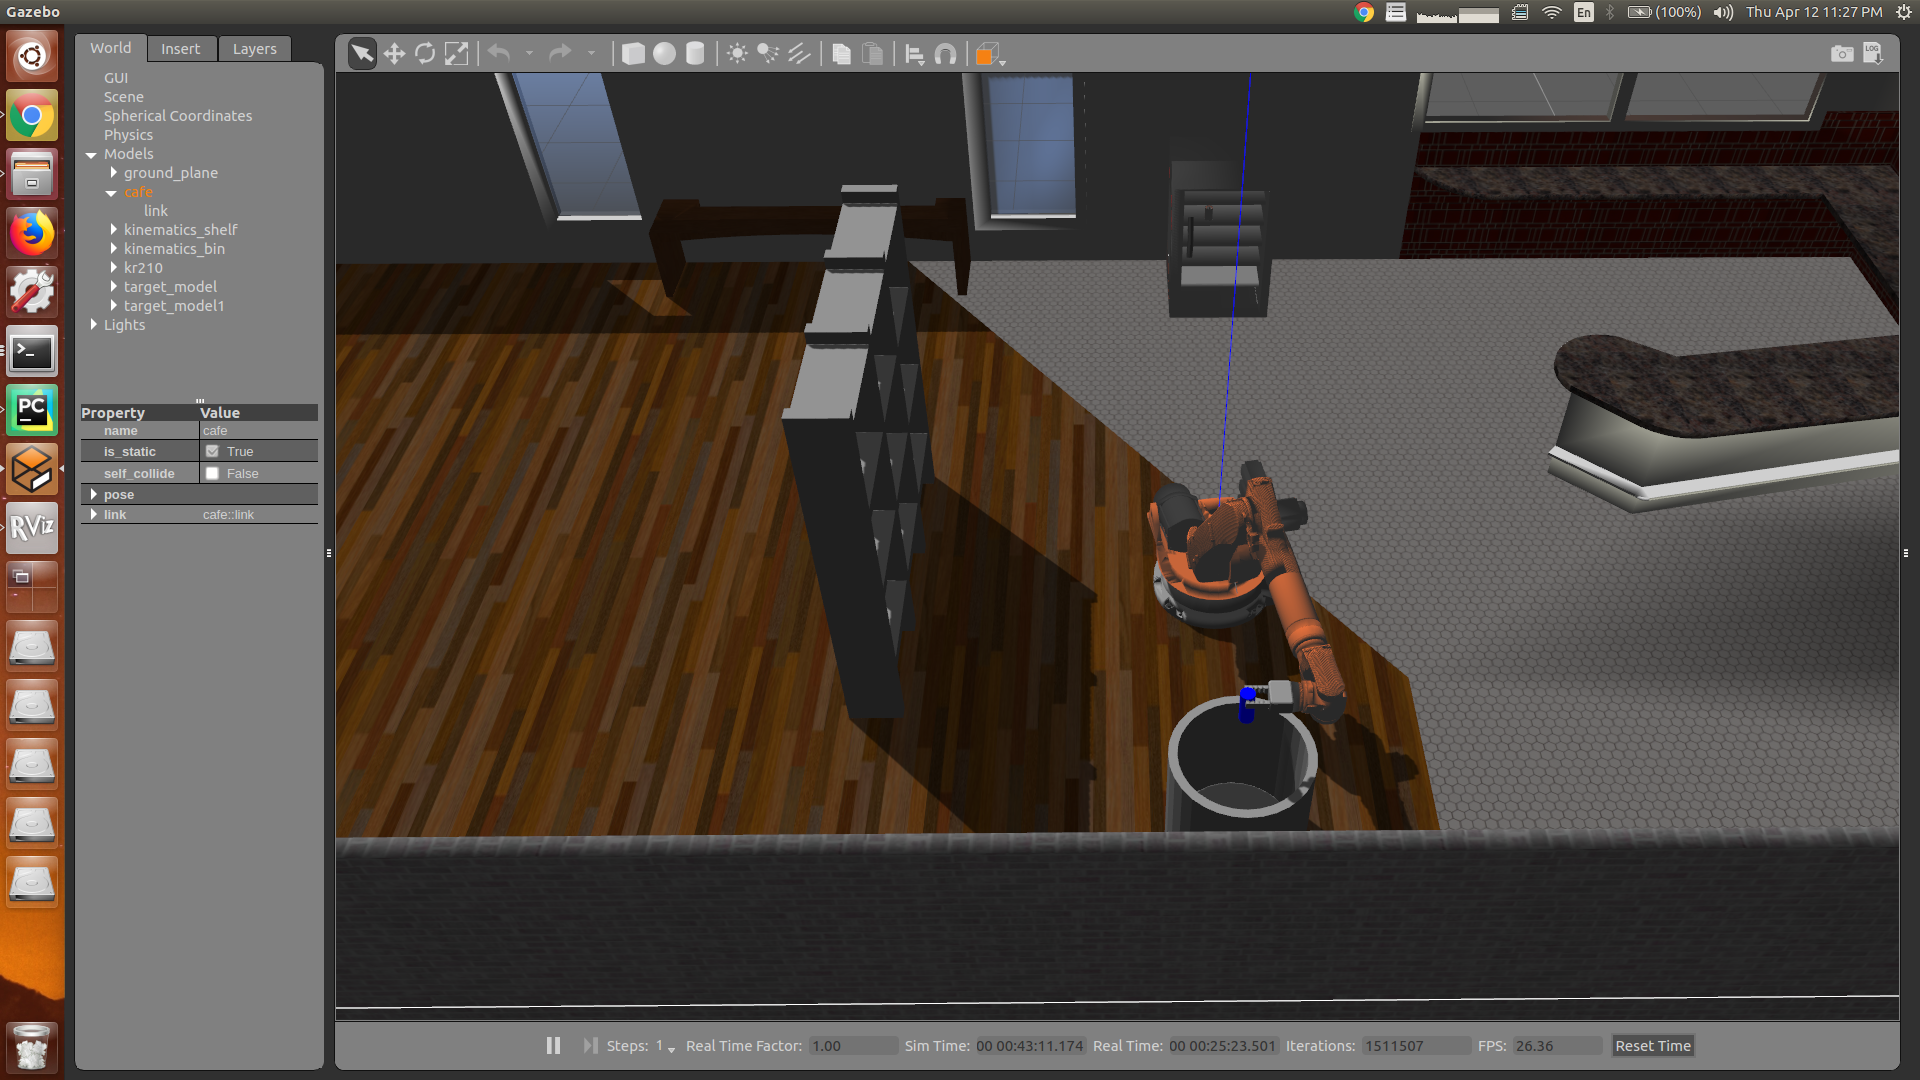 Gazebo
En
(100%)
Thu Apr 12 11:27 PM
World
Insert
Layers
LOG
GUI
Scene
Spherical Coordinates
Physics
Models
ground_plane
cafe
link
kinematics_shelf
kinematics_bin
kr210
target_model
target_model1
Lights
>_
PC
RViz
Property Value
name cafe
is_static True
self_collide False
pose
link cafe::link
Steps: 1
Real Time Factor: 1.00
Sim Time: 00 00:43:11.174
Real Time: 00 00:25:23.501
Iterations: 1511507
FPS: 26.36
Reset Time